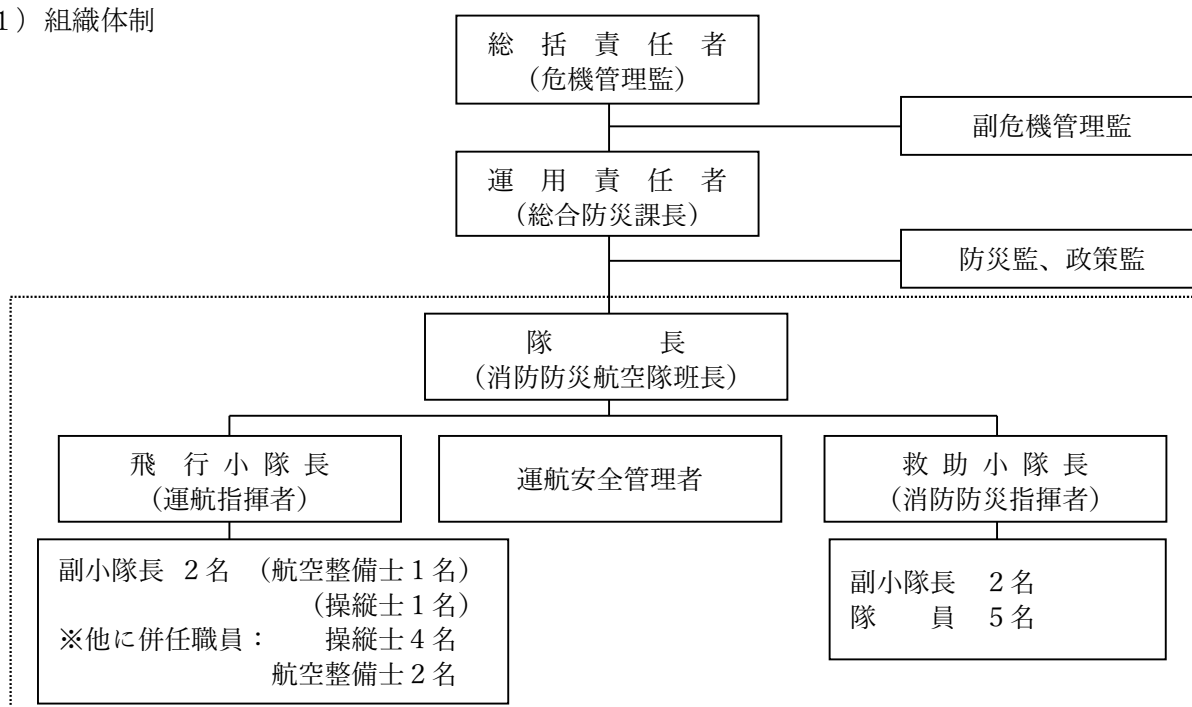 1）組織体制
総　括　責　任　者
（危機管理監）
副危機管理監
運　用　責　任　者
（総合防災課長）
防災監、政策監
隊　　　　長
（消防防災航空隊班長）
飛　行 小 隊 長
（運航指揮者）
運航安全管理者
救 助 小 隊 長
（消防防災指揮者）
副小隊長　２名　（航空整備士１名）
（操縦士１名）
※他に併任職員：　　操縦士４名
航空整備士２名
副小隊長　２名
隊　　員　５名